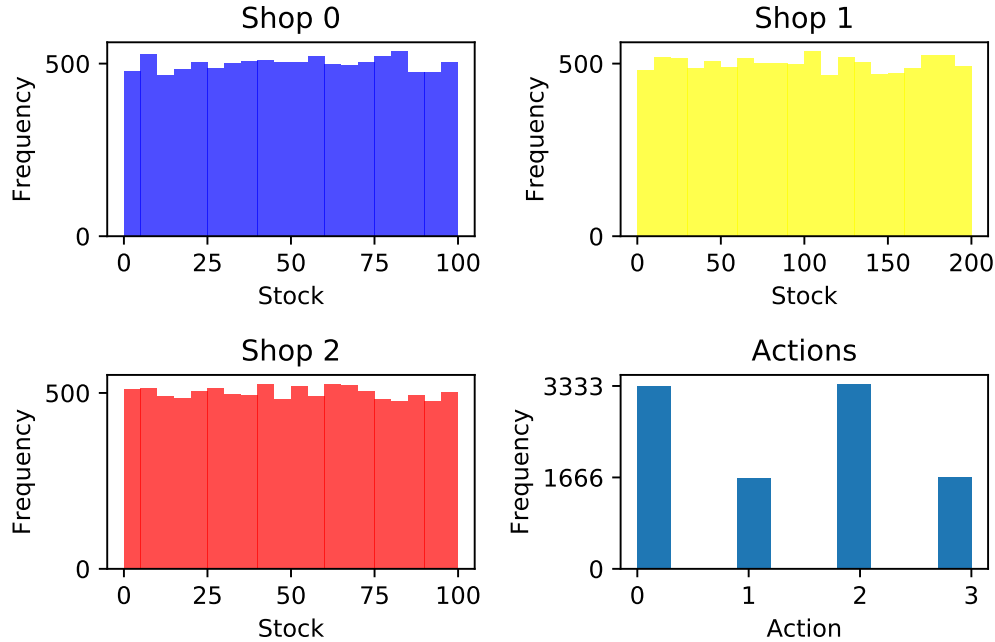 Shop 0
Frequency
500
0
0 25 50 75 100
Stock
Shop 1
Frequency
500
0
0 50 100 150 200
Stock
Shop 2
Frequency
500
0
0 25 50 75 100
Stock
Actions
Frequency
3333
1666
0
0 1 2 3
Action